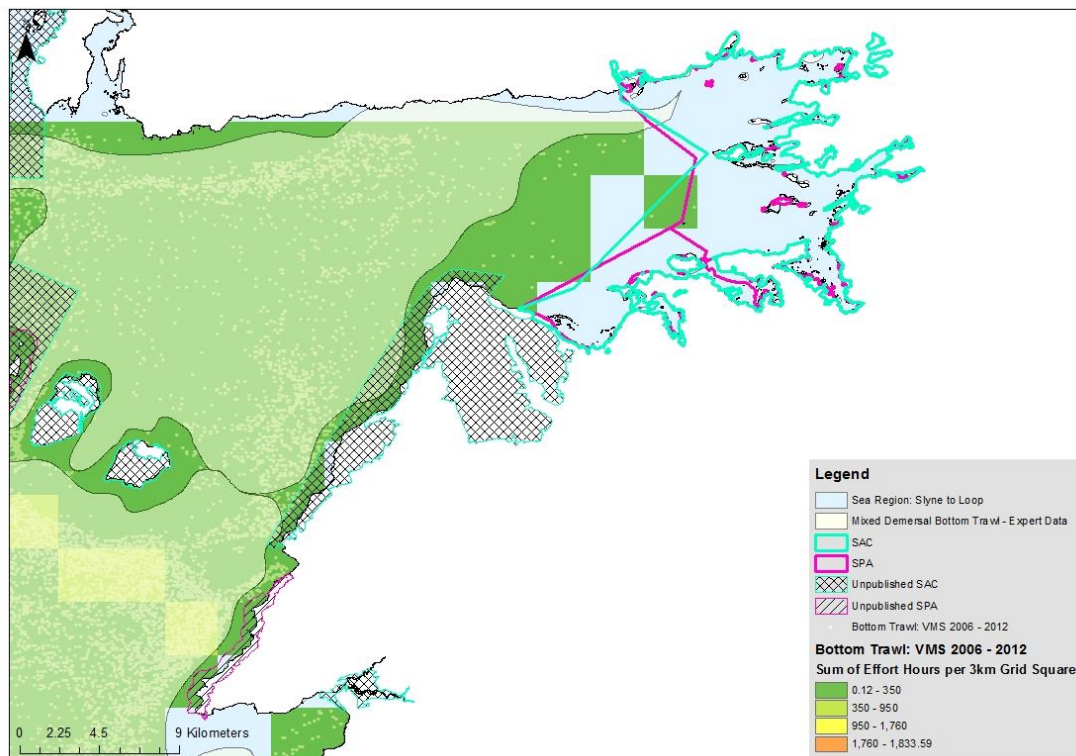 Legend
Sea Region: Slyne to Loop
Mixed Demersal Bottom Trawl - Expert Data
SAC
SPA
Unpublished SAC
Unpublished SPA
Bottom Trawl: VMS 2006 - 2012
Bottom Trawl: VMS 2006 - 2012
Sum of Effort Hours per 3km Grid Square
0.12 - 350
350 - 950
950 - 1,760
1,760 - 1,833.59
0 2.25 4.5 9 Kilometers